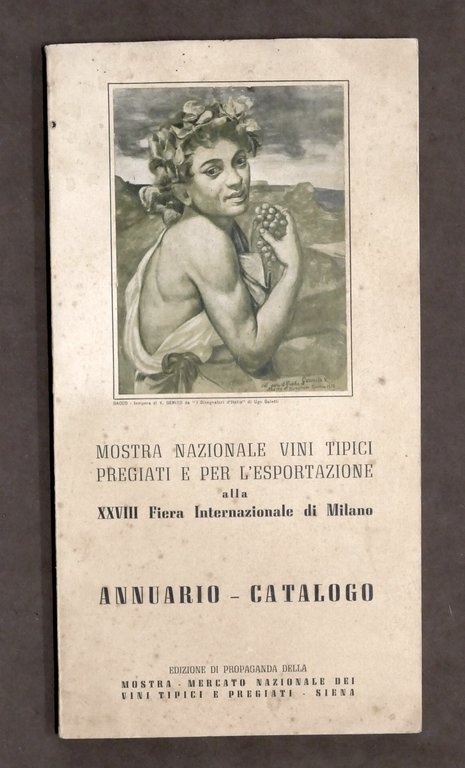 BACCO - tempera di V. SERITO da "I Disegnatori d'Italia" di Ugo Galetti
MOSTRA NAZIONALE VINI TIPICI
PREGIATI E PER L'ESPORTAZIONE
alla
XXVIII Fiera Internazionale di Milano
ANNUARIO - CATALOGO
EDIZIONE DI PROPAGANDA DELLA
MOSTRA - MERCATO NAZIONALE DEI
VINI TIPICI E PREGIATI - SIENA